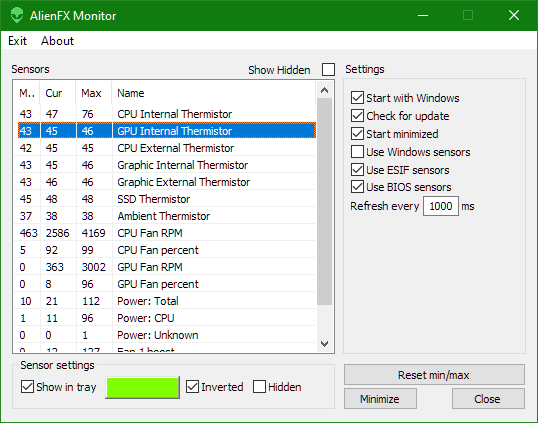 AlienFX Monitor
Exit About
Sensors Show Hidden Settings
M.. Cur Max Name
43 47 76 CPU Internal Thermistor
43 45 46 GPU Internal Thermistor
42 45 45 CPU External Thermistor
43 45 46 Graphic Internal Thermistor
43 46 46 Graphic External Thermistor
45 48 48 SSD Thermistor
37 38 38 Ambient Thermistor
463 2586 4169 CPU Fan RPM
5 92 99 CPU Fan percent
0 363 3002 GPU Fan RPM
0 8 96 GPU Fan percent
10 21 112 Power: Total
1 11 96 Power: CPU
0 0 1 Power: Unknown
0 12 127 Fan 1 boost
Start with Windows
Check for update
Start minimized
Use Windows sensors
Use ESIF sensors
Use BIOS sensors
Refresh every 1000 ms
Sensor settings
Show in tray Inverted Hidden
Reset min/max
Minimize Close